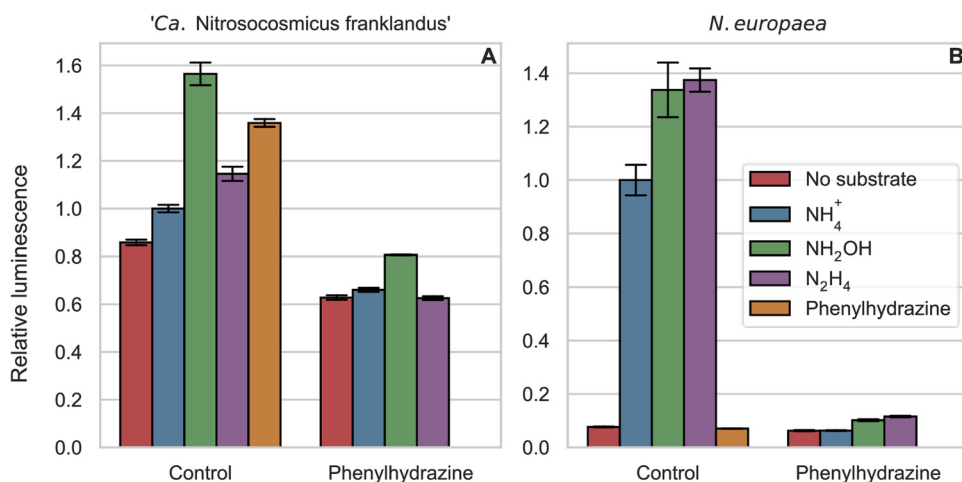 'Ca. Nitrosocosmicus franklandus'
A
Relative luminescence
1.6
1.4
1.2
1.0
0.8
0.6
0.4
0.2
0.0
Control Phenylhydrazine
N. europaea
B
1.4
1.2
1.0
0.8
0.6
0.4
0.2
0.0
No substrate
NH₄⁺
NH₂OH
N₂H₄
Phenylhydrazine
Control Phenylhydrazine